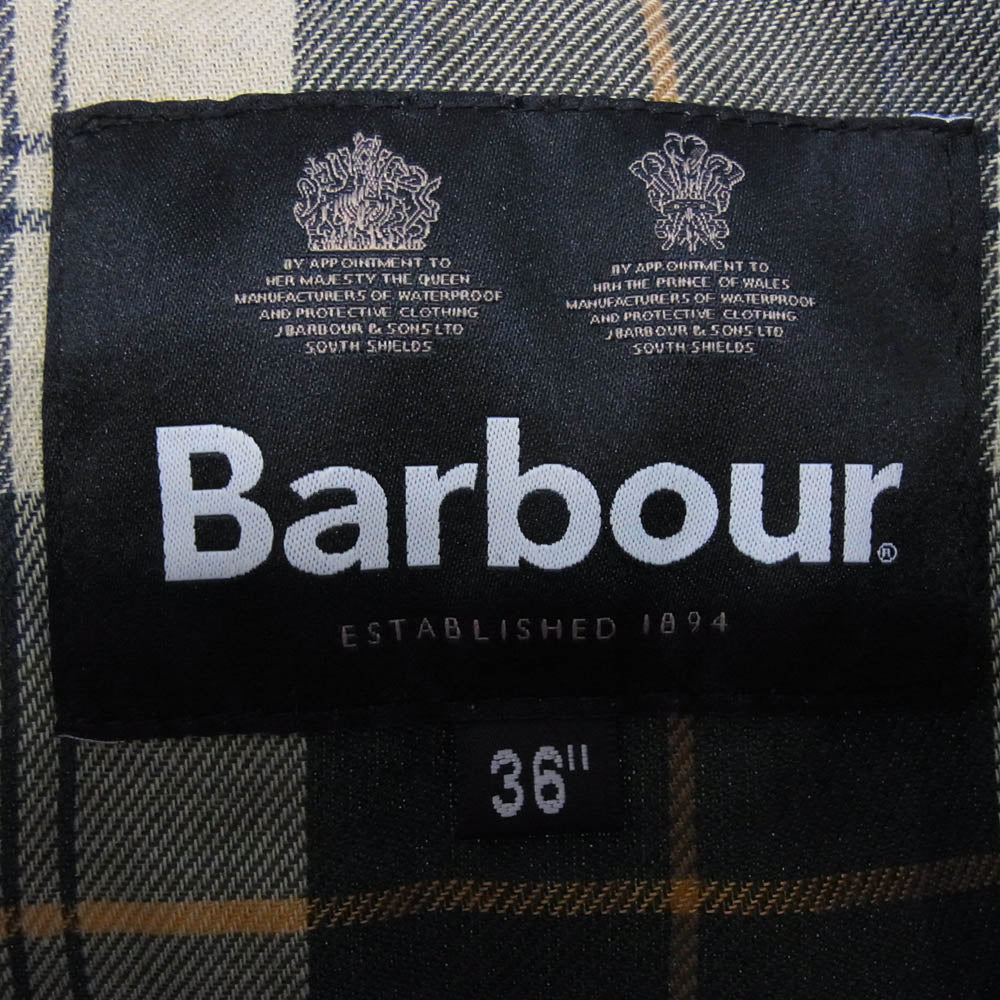 BY APPOINTMENT TO
HER MAJESTY THE QUEEN
MANUFACTURERS OF WATERPROOF
AND PROTECTIVE CLOTHING
J BARBOUR & SONS LTD
SOUTH SHIELDS
BY APPOINTMENT TO
HRH THE PRINCE OF WALES
MANUFACTURERS OF WATERPROOF
AND PROTECTIVE CLOTHING
J BARBOUR & SONS LTD
SOUTH SHIELDS
Barbour®
ESTABLISHED 1894
36"